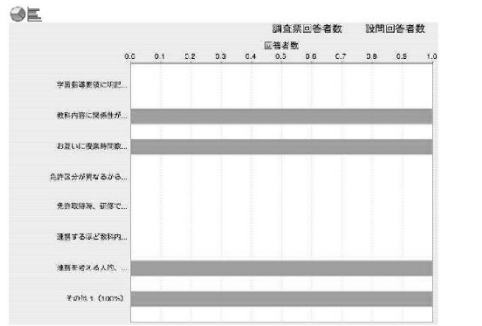 調査票回答者数 設問回答者数
回答者数
0.0 0.1 0.2 0.3 0.4 0.5 0.6 0.7 0.8 0.9 1.0
学習指導要領に明記...
教科内容に関係性が...
お互いに授業時間数...
免許区分が異なるから...
免許取得時、研修で...
連携するほど教科内...
連携を考える人的、...
その他 1 (100%)